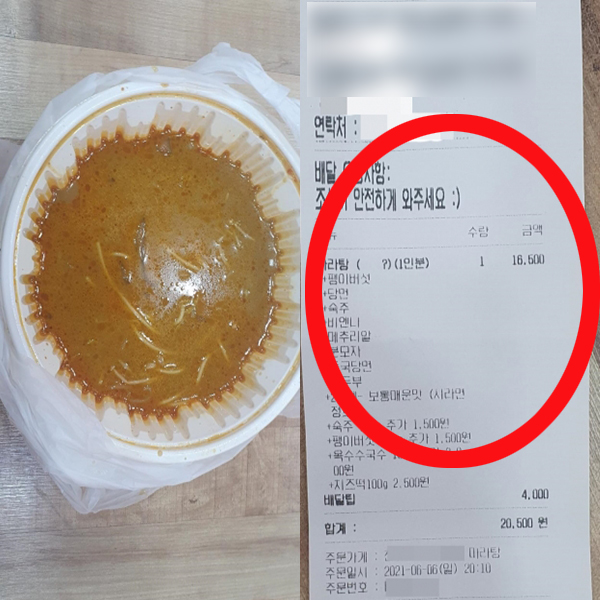 연락처 :
배달 사항:
안전하게 와주세요 :)
수량 금액
마라탕 ( ?)(1인분) 1 16,500
+팽미버섯
+당면
+숙주
+비엔나
+메추리알
분모자
국당면
두부
보통매운맛 (시라면
+숙주 추가 1,500원
+팽미버섯 추가 1,500원
+옥수수국수
00원
+치즈떡100g 2,500원
배달팁 4,000
합계 : 20,500 원
주문가게 : 마라탕
주문일시 : 2021-06-06(일) 20:10
주문번호 :